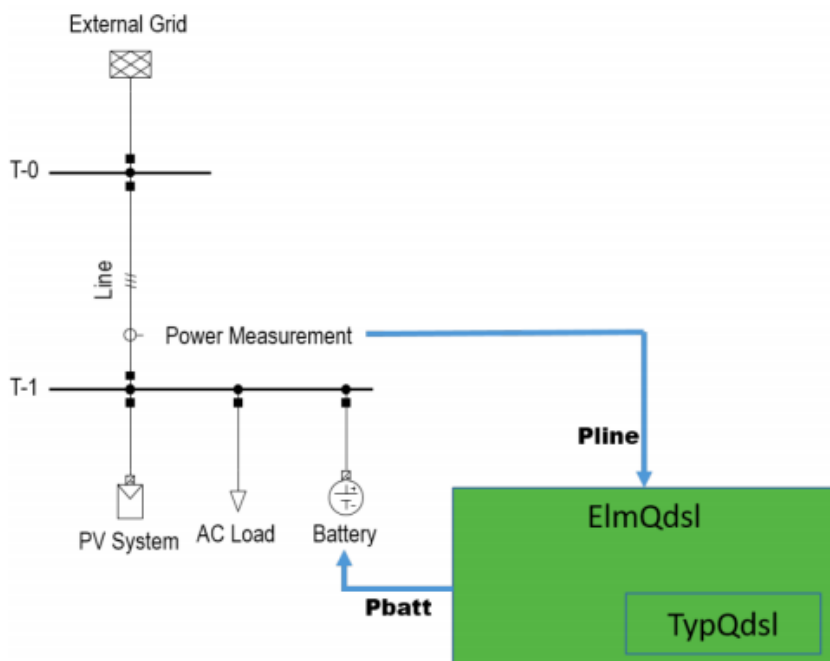 External Grid
T-0
Line
Power Measurement
T-1
Pline
PV System
AC Load
Battery
Pbatt
ElmQdsl
TypQdsl